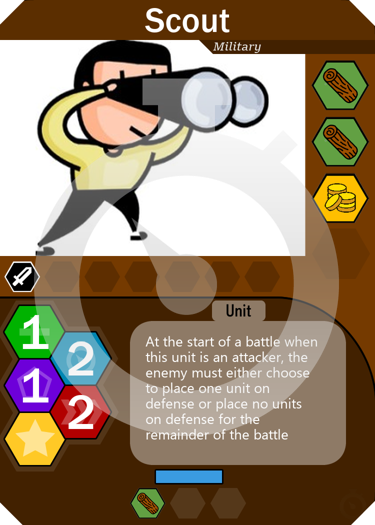 Scout
Military
Unit
1
2
1
2
At the start of a battle when
this unit is an attacker, the
enemy must either choose
to place one unit on
defense or place no units
on defense for the
remainder of the battle